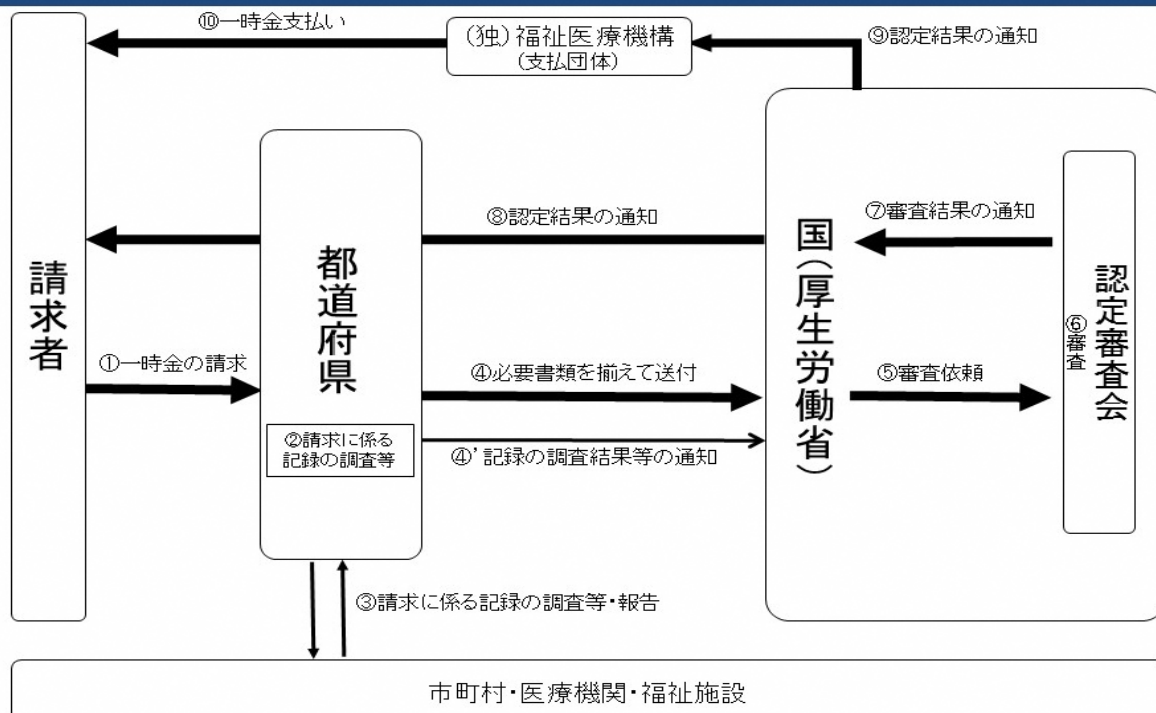 ⑩一時金支払い
(独)福祉医療機構
(支払団体)
⑨認定結果の通知
請求者
都道府県
⑧認定結果の通知
国(厚生労働省)
⑦審査結果の通知
認定審査会
⑥審査
①一時金の請求
④必要書類を揃えて送付
⑤審査依頼
②請求に係る
記録の調査等
④'記録の調査結果等の通知
③請求に係る記録の調査等・報告
市町村・医療機関・福祉施設